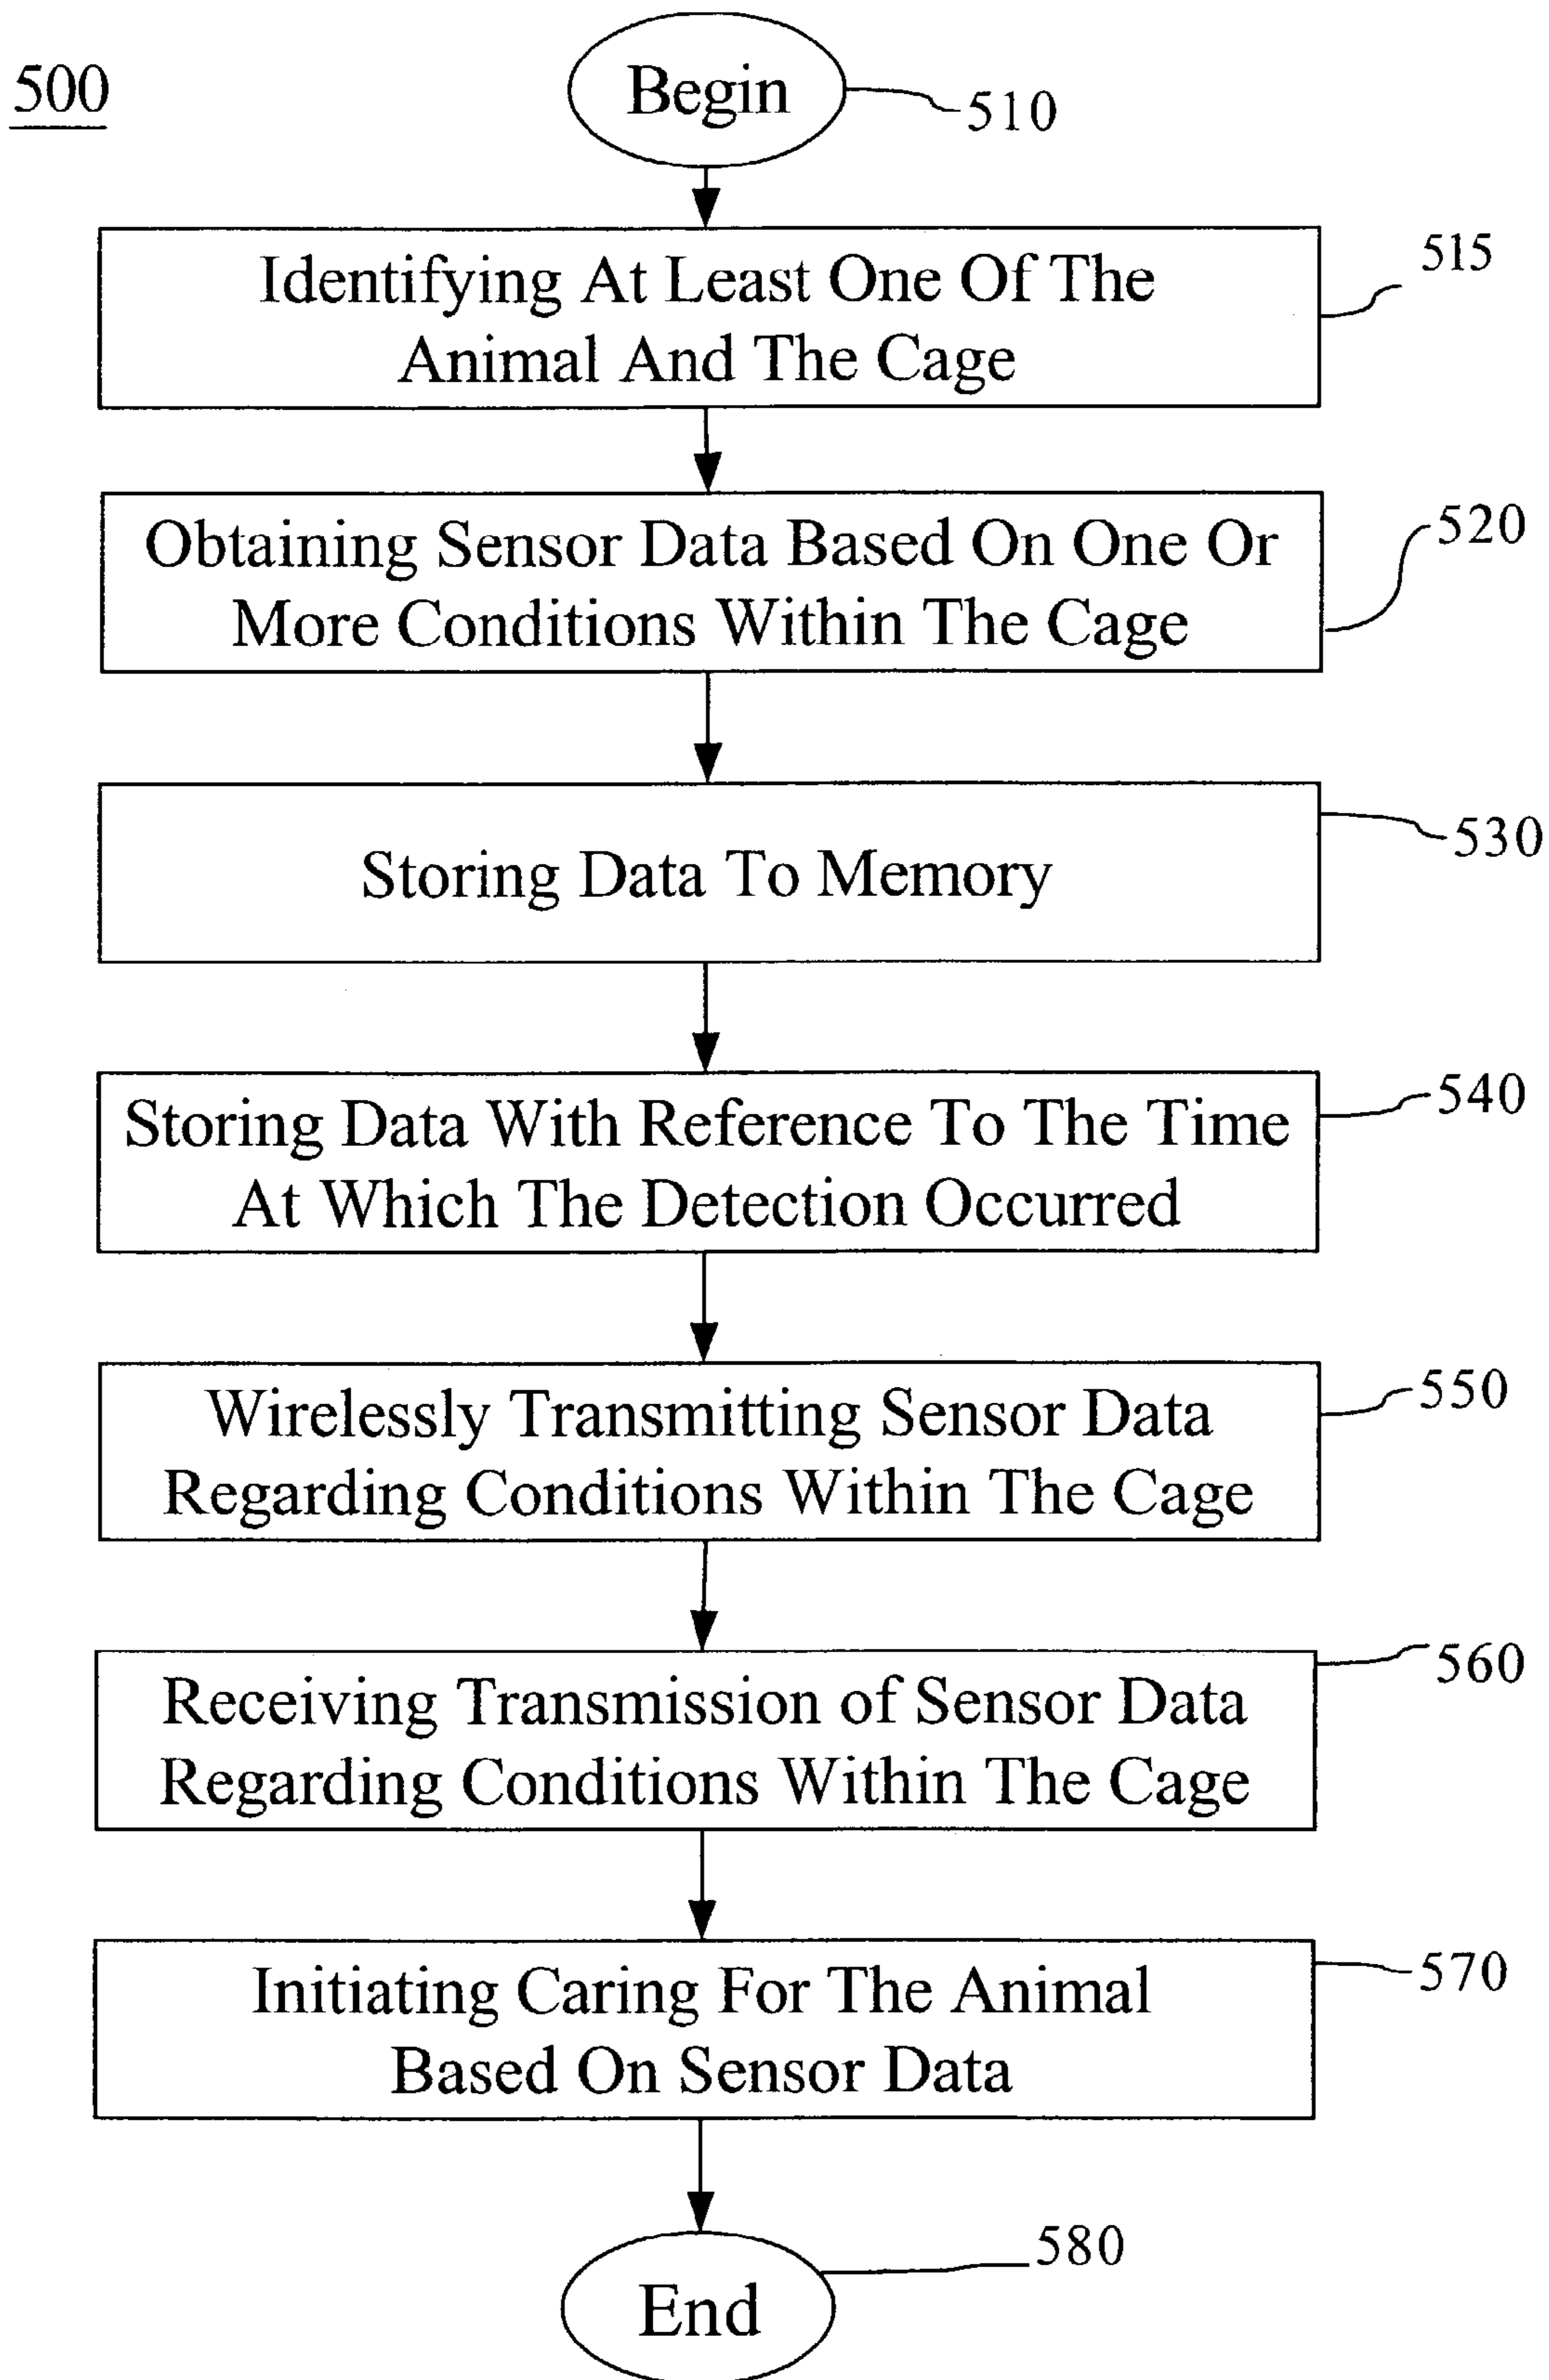 500
Begin
510
Identifying At Least One Of The
Animal And The Cage
515
Obtaining Sensor Data Based On One Or
More Conditions Within The Cage
520
Storing Data To Memory
530
Storing Data With Reference To The Time
At Which The Detection Occurred
540
Wirelessly Transmitting Sensor Data
Regarding Conditions Within The Cage
550
Receiving Transmission of Sensor Data
Regarding Conditions Within The Cage
560
Initiating Caring For The Animal
Based On Sensor Data
570
End
580